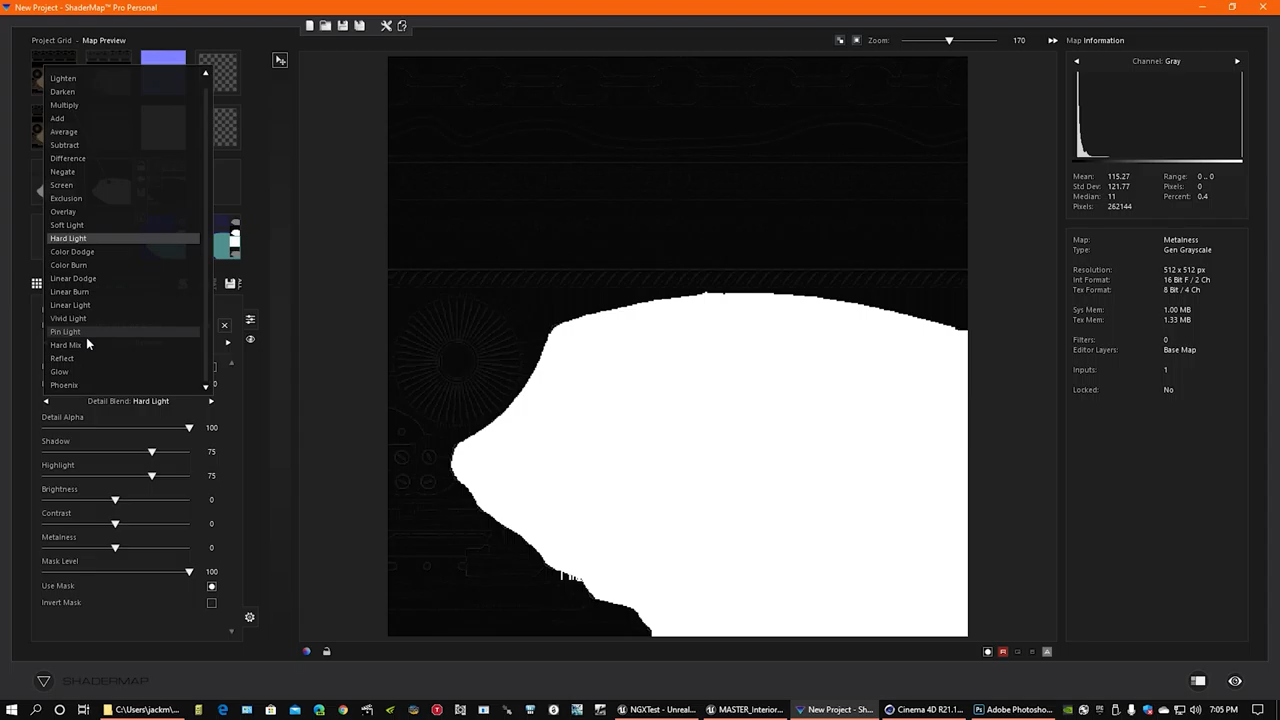 New Project - ShaderMap™ Pro Personal
Project Grid - Map Preview
Zoom: 170
Map Information
Channel: Gray
Lighten
Darken
Multiply
Add
Average
Subtract
Difference
Negate
Screen
Exclusion
Overlay
Soft Light
Hard Light
Color Dodge
Color Burn
Linear Dodge
Linear Burn
Linear Light
Vivid Light
Pin Light
Hard Mix
Reflect
Glow
Phoenix
Detail Blend: Hard Light
Detail Alpha
100
Shadow
75
Highlight
75
Brightness
0
Contrast
0
Metalness
0
Mask Level
100
Use Mask
Invert Mask
Mean: 115.27 Range: 0 .. 0
Std Dev: 121.77 Pixels: 0
Median: 11 Percent: 0.4
Pixels: 262144
Map: Metalness
Type: Gen Grayscale
Resolution: 512 x 512 px
Int Format: 16 Bit F / 2 Ch
Tex Format: 8 Bit / 4 Ch
Sys Mem: 1.00 MB
Tex Mem: 1.33 MB
Filters: 0
Editor Layers: Base Map
Inputs: 1
Locked: No
SHADERMAP
C:\Users\jackm...
NGXTest - Unreal...
MASTER_Interior...
New Project - Sh...
Cinema 4D R21.1...
Adobe Photosho...
7:05 PM